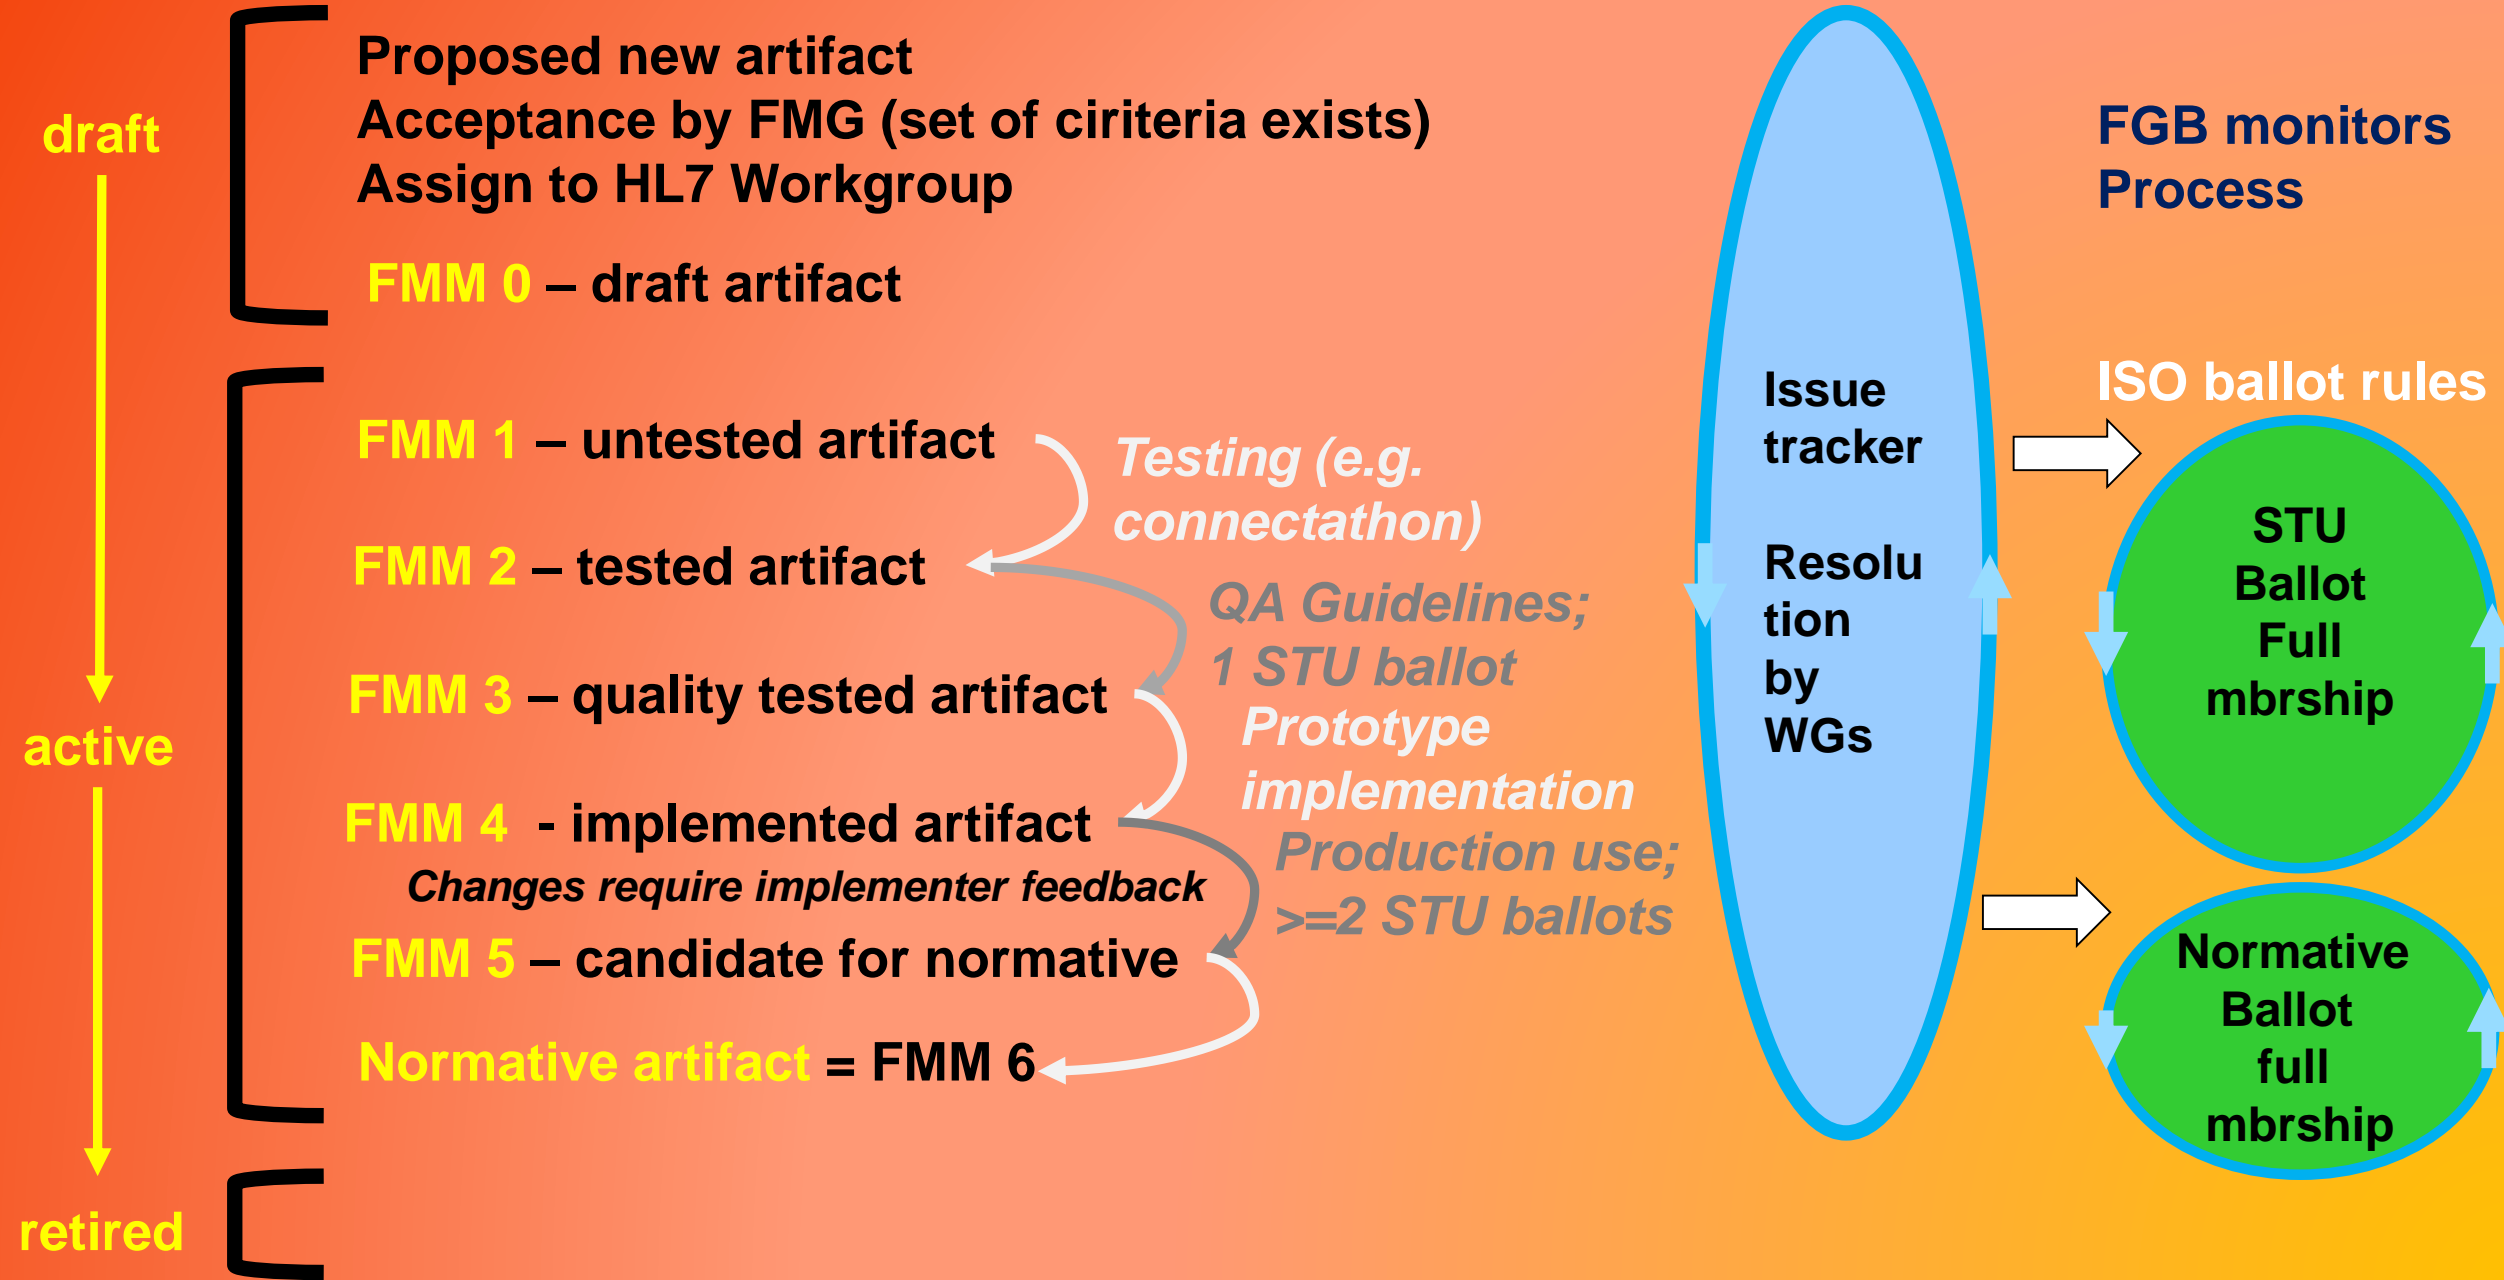 draft
active
retired
Proposed new artifact
Acceptance by FMG (set of ciriteria exists)
Assign to HL7 Workgroup
FMM 0 – draft artifact
FMM 1 – untested artifact
FMM 2 – tested artifact
FMM 3 – quality tested artifact
FMM 4 - implemented artifact
Changes require implementer feedback
FMM 5 – candidate for normative
Normative artifact = FMM 6
Testing (e.g.
connectathon)
QA Guidelines;
1 STU ballot
Prototype
implementation
Production use;
>=2 STU ballots
Issue
tracker
Resolu
tion
by
WGs
FGB monitors
Process
ISO ballot rules
STU
Ballot
Full
mbrship
Normative
Ballot
full
mbrship